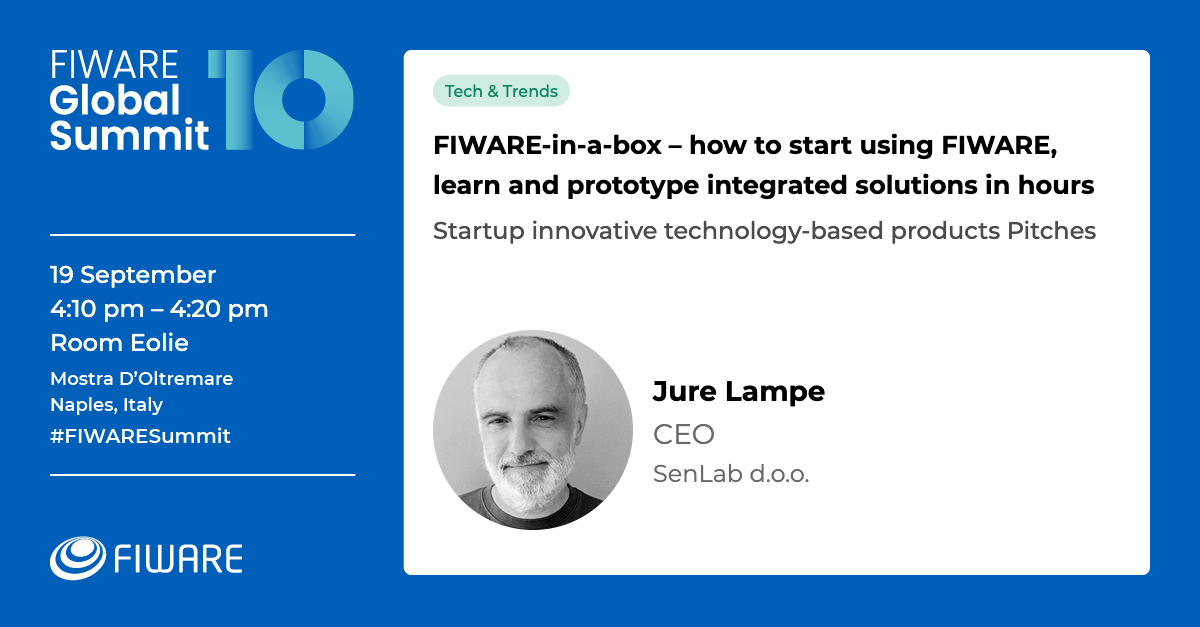 FIWARE
Global
Summit
10
19 September
4:10 pm – 4:20 pm
Room Eolie
Mostra D’Oltremare
Naples, Italy
#FIWARESummit
FIWARE
Tech & Trends
FIWARE-in-a-box – how to start using FIWARE,
learn and prototype integrated solutions in hours
Startup innovative technology-based products Pitches
Jure Lampe
CEO
SenLab d.o.o.